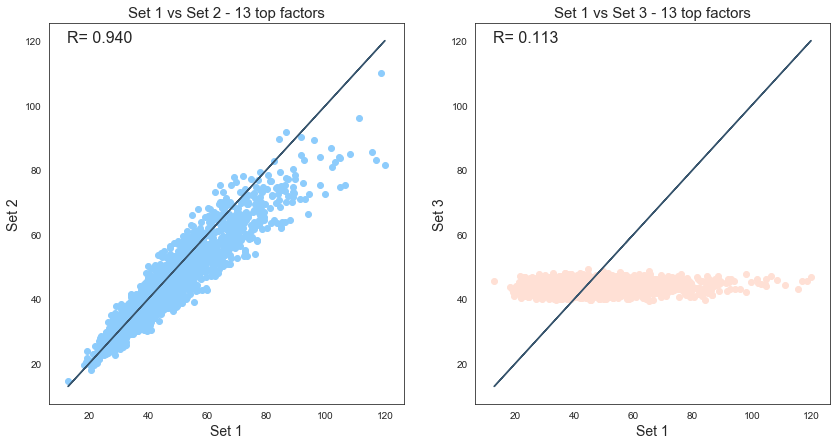 Set 1 vs Set 2 - 13 top factors
R= 0.940
120
100
80
60
40
20
Set 2
20 40 60 80 100 120
Set 1
Set 1 vs Set 3 - 13 top factors
R= 0.113
120
100
80
60
40
20
Set 3
20 40 60 80 100 120
Set 1